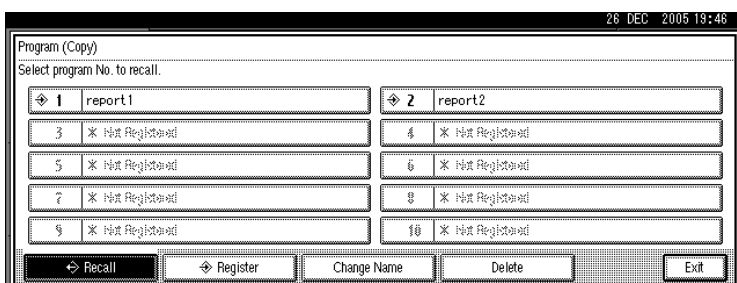 26 DEC 2005 19:46
Program (Copy)
Select program No. to recall.
1 report1 2 report2
3 * Not Registered 4 * Not Registered
5 * Not Registered 6 * Not Registered
7 * Not Registered 8 * Not Registered
9 * Not Registered 10 * Not Registered
Recall Register Change Name Delete Exit